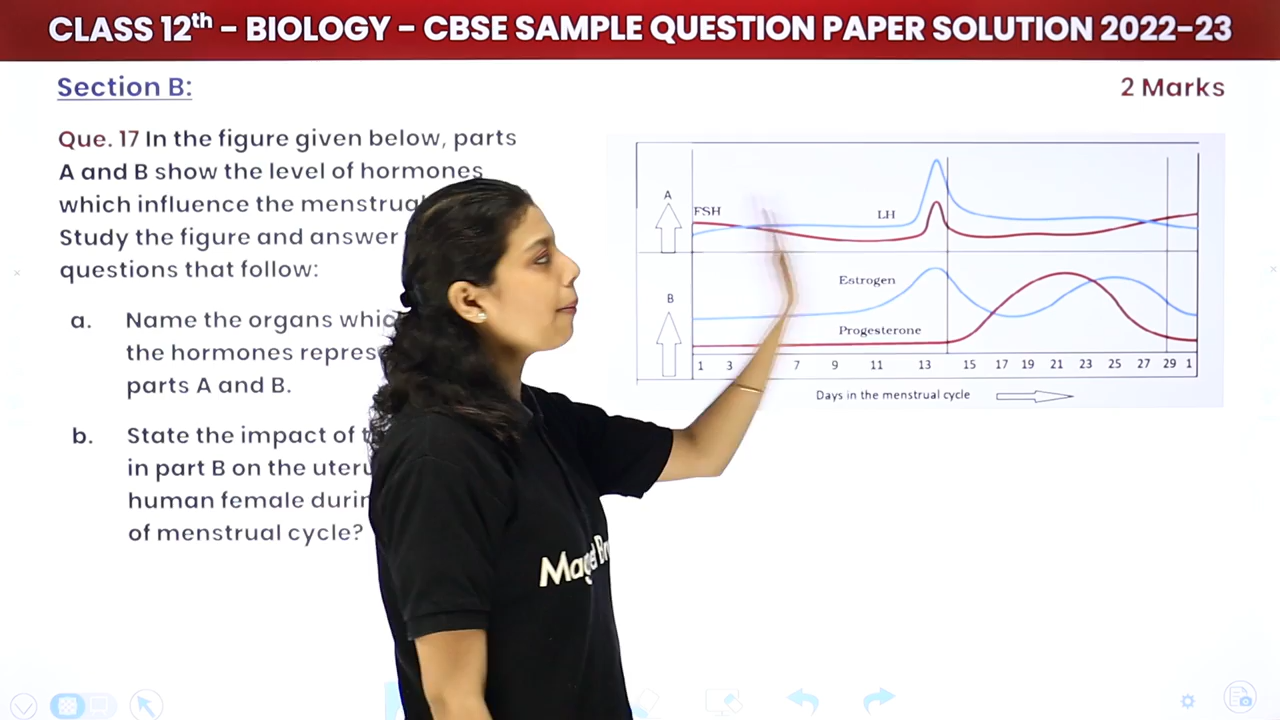 CLASS 12th – BIOLOGY – CBSE SAMPLE QUESTION PAPER SOLUTION 2022-23
Section B:
2 Marks
Que. 17 In the figure given below, parts
A and B show the level of hormones
which influence the menstrual
Study the figure and answer
questions that follow:
a. Name the organs
the hormones
parts A and B.
b. State the impact of
in part B on the
human female
of menstrual cycle?
A
FSH
LH
B
Estrogen
Progesterone
1 3 7 9 11 13 15 17 19 21 23 25 27 29 1
Days in the menstrual cycle